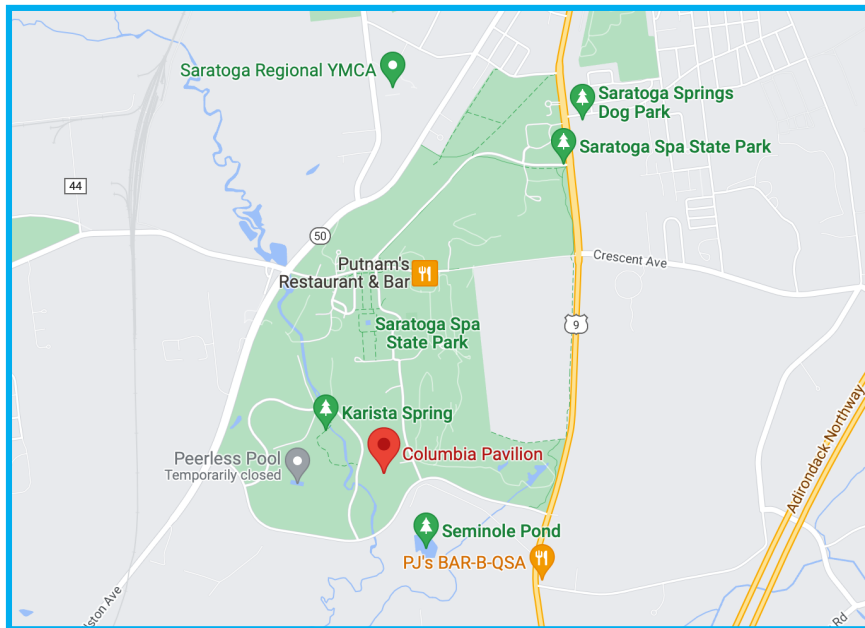 Saratoga Regional YMCA
Saratoga Springs
Dog Park
Saratoga Spa State Park
44
50
Crescent Ave
Putnam's
Restaurant & Bar
9
Saratoga Spa
State Park
Karista Spring
Columbia Pavilion
Peerless Pool
Temporarily closed
Adirondack Northway
Seminole Pond
PJ's BAR-B-QSA
lston Ave
Rd